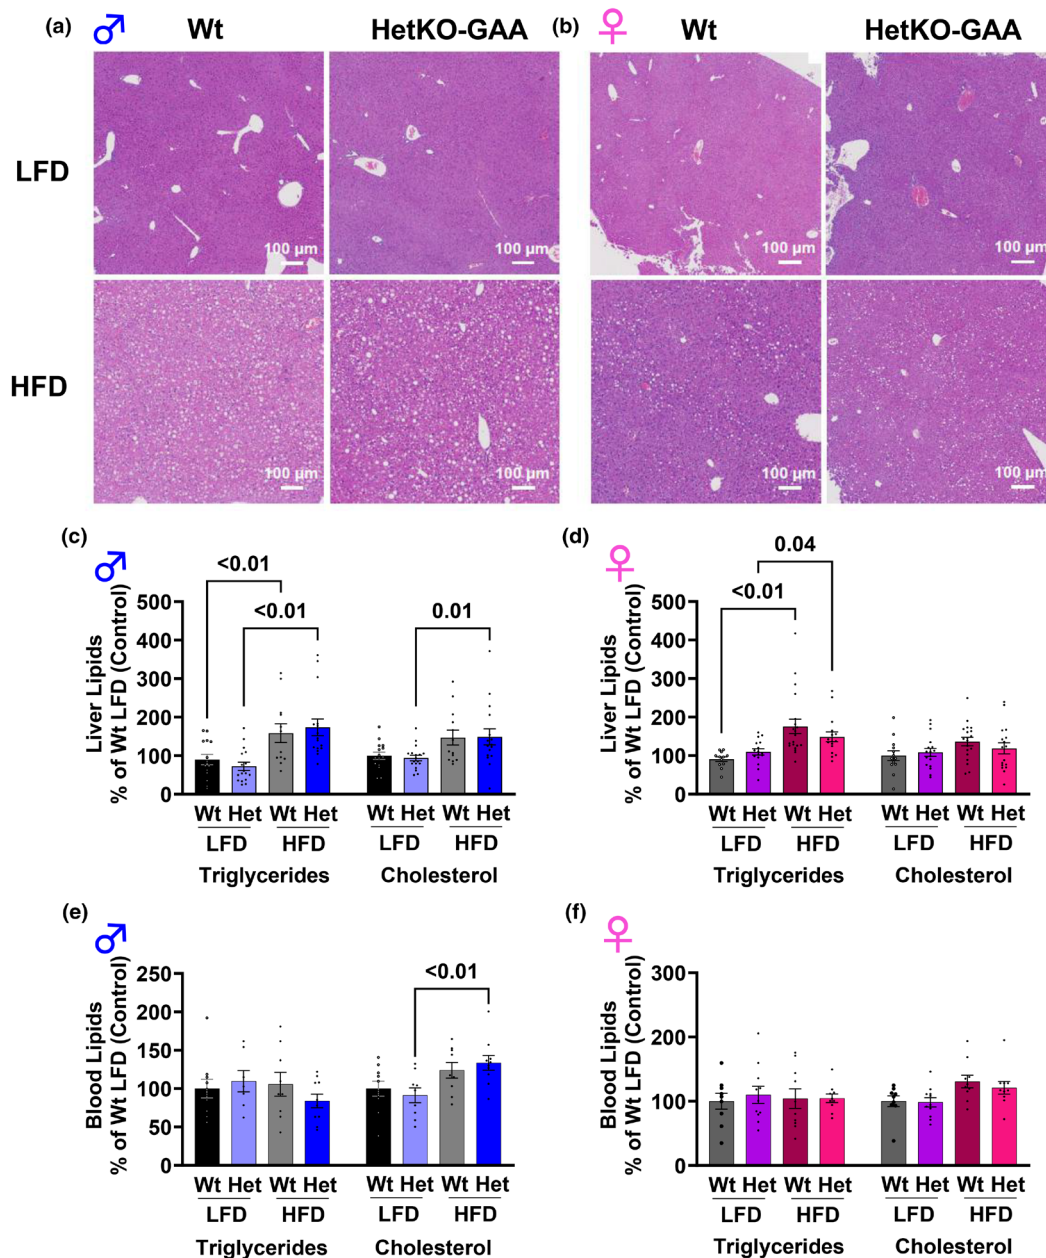 (a) ♂ Wt HetKO-GAA (b) ♀ Wt HetKO-GAA
LFD
100 µm 100 µm 100 µm 100 µm
HFD
100 µm 100 µm 100 µm 100 µm
(c) ♂
Liver Lipids
% of Wt LFD (Control)
<0.01
<0.01 0.01
500
400
300
200
100
0
Wt Het Wt Het Wt Het Wt Het
LFD HFD LFD HFD
Triglycerides Cholesterol
(d) ♀
Liver Lipids
% of Wt LFD (Control)
0.04
<0.01
500
400
300
200
100
0
Wt Het Wt Het Wt Het Wt Het
LFD HFD LFD HFD
Triglycerides Cholesterol
(e) ♂
Blood Lipids
% of Wt LFD (Control)
<0.01
250
200
150
100
50
0
Wt Het Wt Het Wt Het Wt Het
LFD HFD LFD HFD
Triglycerides Cholesterol
(f) ♀
Blood Lipids
% of Wt LFD (Control)
300
200
100
0
Wt Het Wt Het Wt Het Wt Het
LFD HFD LFD HFD
Triglycerides Cholesterol